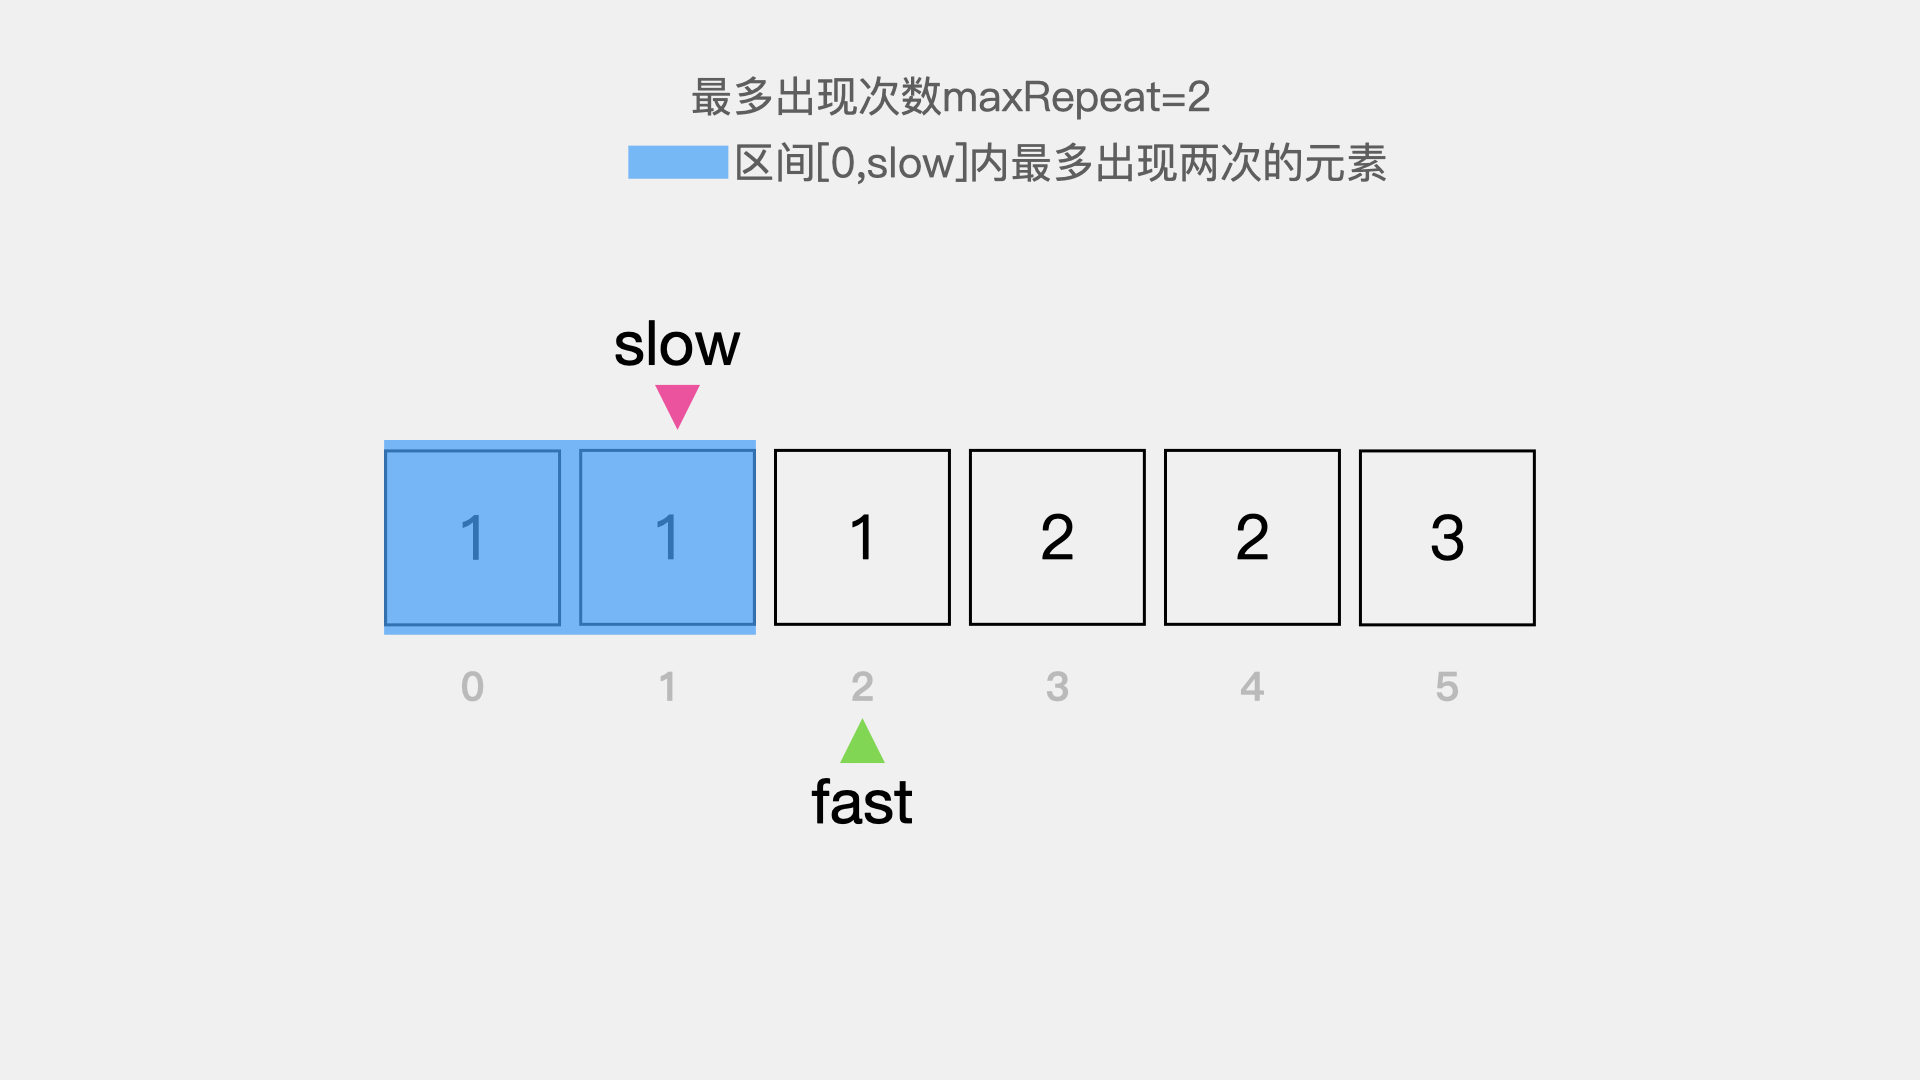 最多出现次数maxRepeat=2
区间[0,slow]内最多出现两次的元素
slow
1 1 1 2 2 3
0 1 2 3 4 5
fast